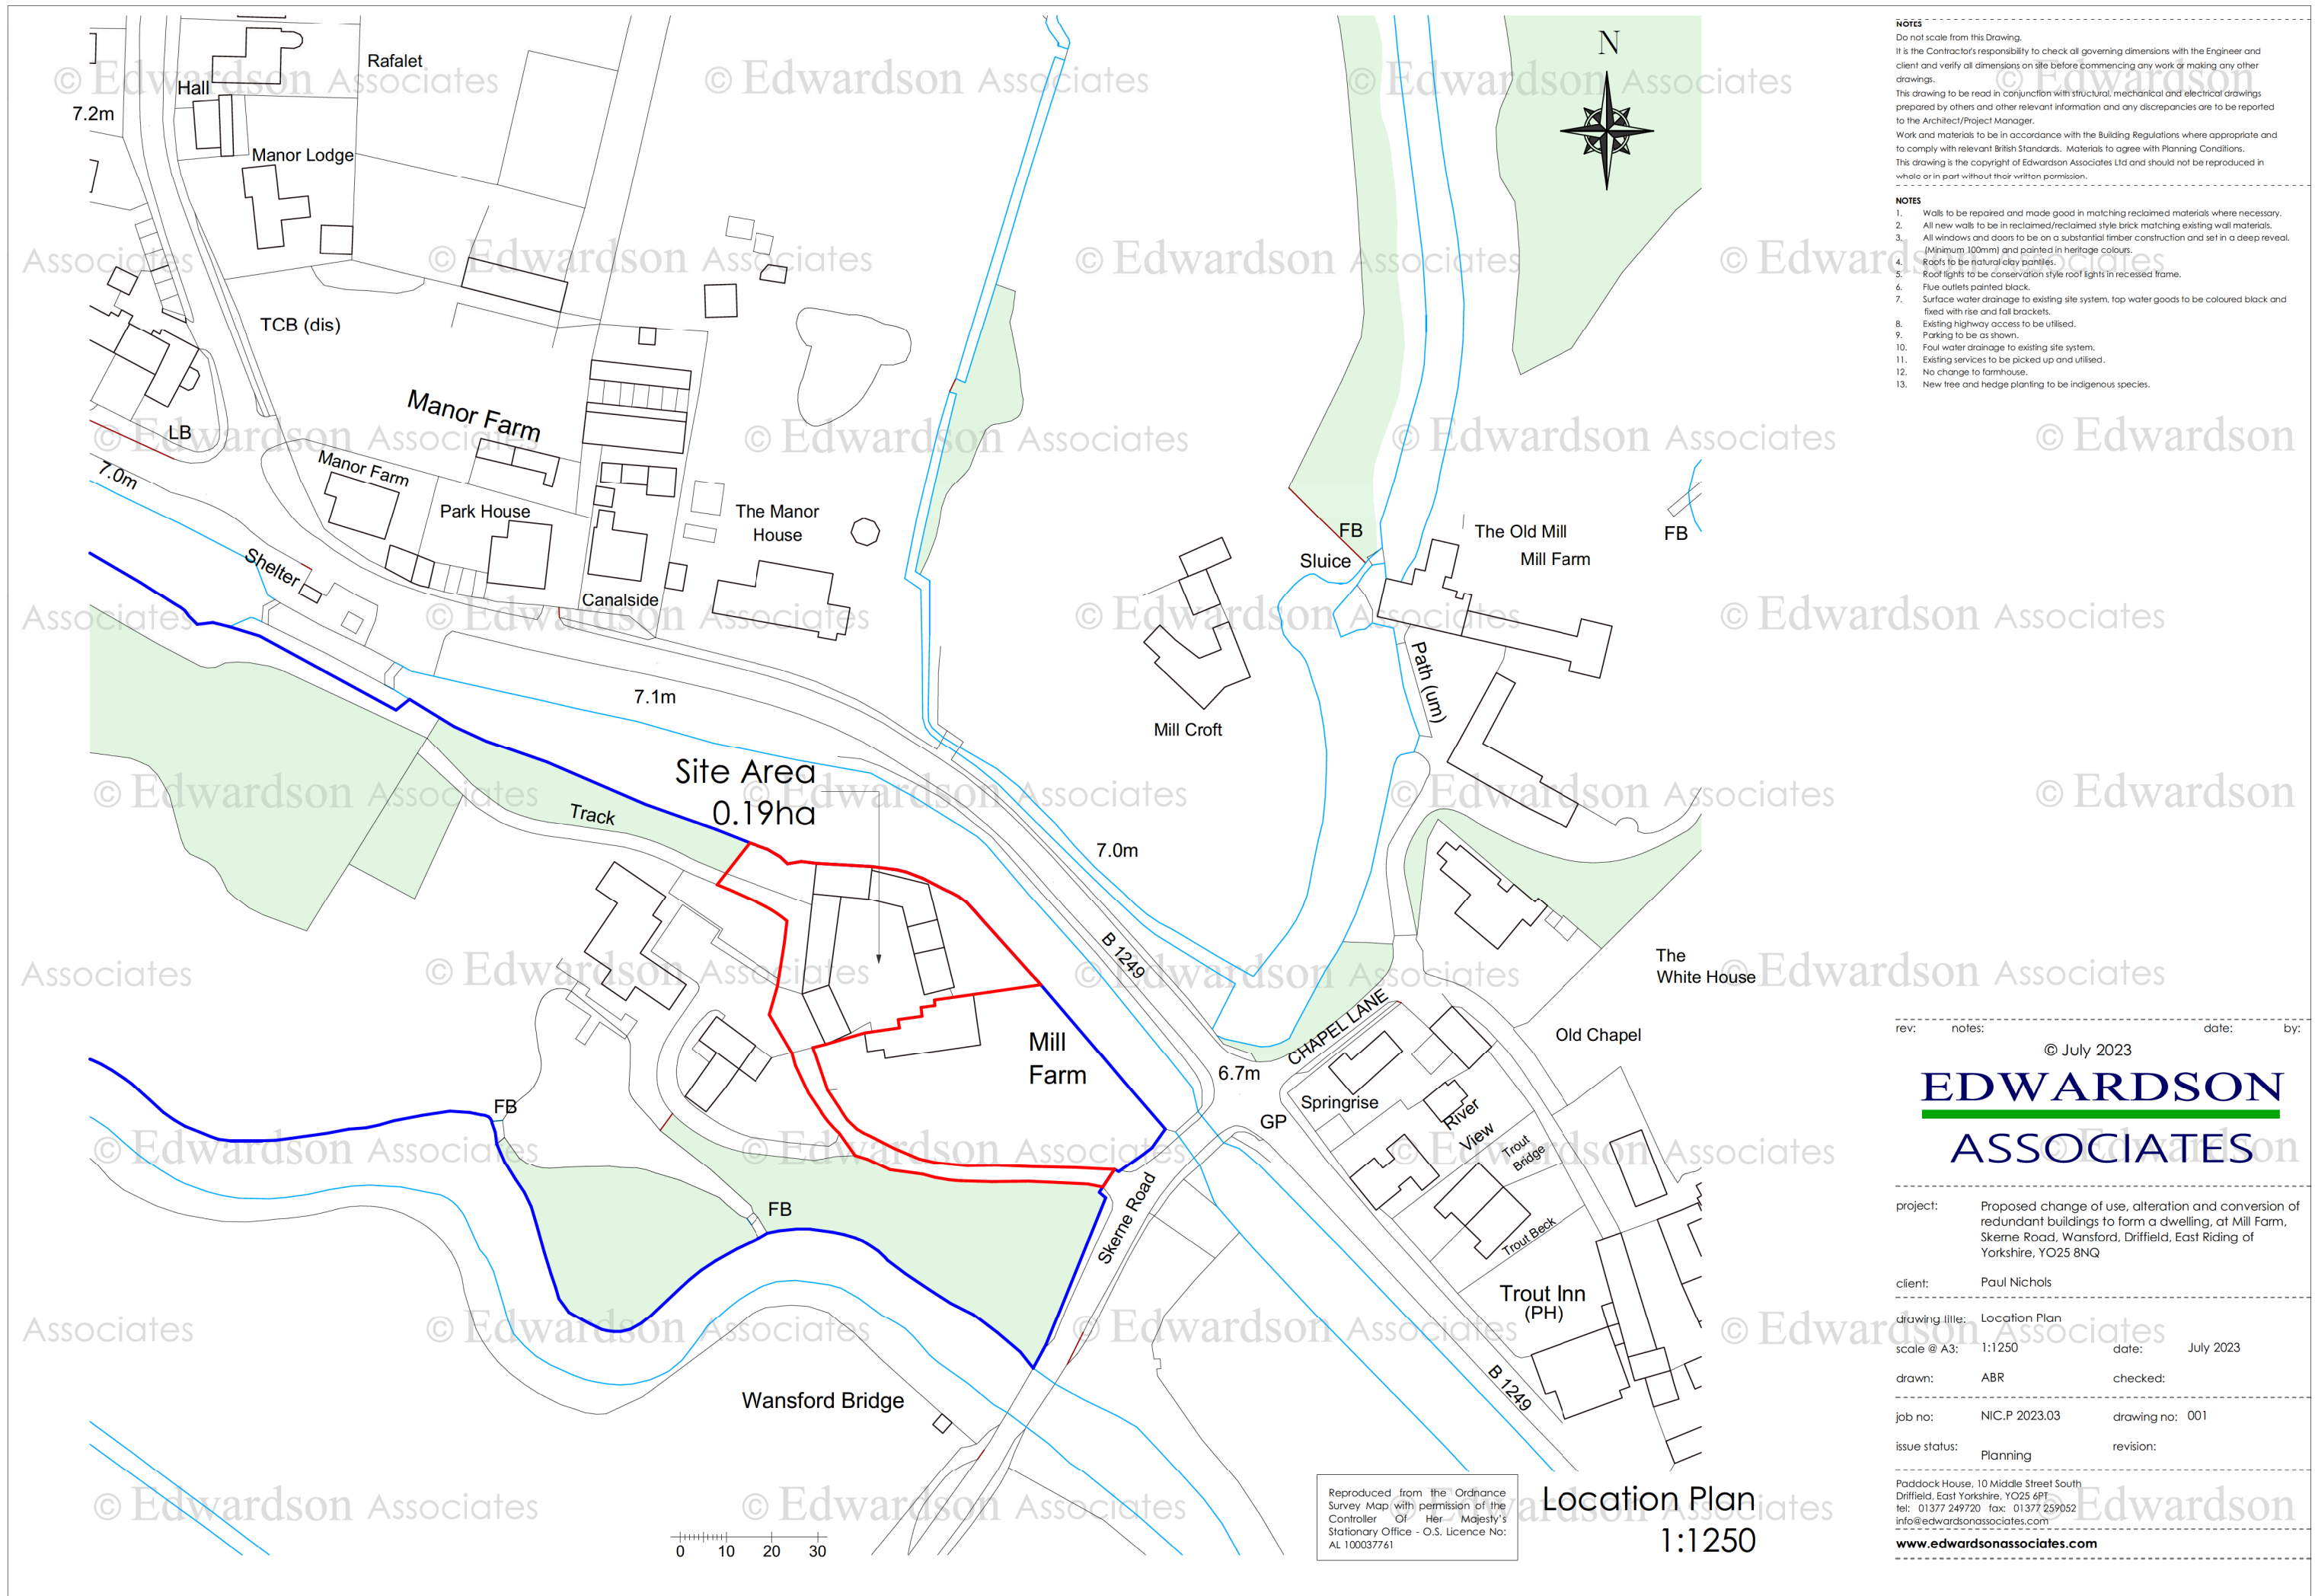 Rafalet
Hall
7.2m
Manor Lodge
TCB (dis)
Manor Farm
LB
Manor Farm
7.0m
Park House
The Manor
House
Shelter
Canalside
7.1m
Site Area
0.19ha
Track
FB
Sluice
The Old Mill
Mill Farm
FB
Path (um)
Mill Croft
7.0m
B 1249
The
White House
CHAPEL LANE
Old Chapel
Mill
Farm
6.7m
Springrise
GP
River
View
Trout
Bridge
Trout Beck
FB
FB
Skerne Road
Trout Inn
(PH)
B 1249
Wansford Bridge
0 10 20 30
Reproduced from the Ordnance
Survey Map with permission of the
Controller Of Her Majesty's
Stationary Office - O.S. Licence No:
AL 100037761
Location Plan
1:1250
N
NOTES
Do not scale from this Drawing.
It is the Contractor's responsibility to check all governing dimensions with the Engineer and
client and verify all dimensions on site before commencing any work or making any other
drawings.
This drawing to be read in conjunction with structural, mechanical and electrical drawings
prepared by others and other relevant information and any discrepancies are to be reported
to the Architect/Project Manager.
Work and materials to be in accordance with the Building Regulations where appropriate and
to comply with relevant British Standards. Materials to agree with Planning Conditions.
This drawing is the copyright of Edwardson Associates Ltd and should not be reproduced in
whole or in part without their written permission.
NOTES
1. Walls to be repaired and made good in matching reclaimed materials where necessary.
2. All new walls to be in reclaimed/reclaimed style brick matching existing wall materials.
3. All windows and doors to be on a substantial timber construction and set in a deep reveal.
(Minimum 100mm) and painted in heritage colours.
4. Roofs to be natural clay pantiles.
5. Roof lights to be conservation style roof lights in recessed frame.
6. Flue outlets painted black.
7. Surface water drainage to existing site system, top water goods to be coloured black and
fixed with rise and fall brackets.
8. Existing highway access to be utilised.
9. Parking to be as shown.
10. Foul water drainage to existing site system.
11. Existing services to be picked up and utilised.
12. No change to farmhouse.
13. New tree and hedge planting to be indigenous species.
rev: notes: date: by:
© July 2023
EDWARDSON
ASSOCIATES
project: Proposed change of use, alteration and conversion of
redundant buildings to form a dwelling, at Mill Farm,
Skerne Road, Wansford, Driffield, East Riding of
Yorkshire, YO25 8NQ
client: Paul Nichols
drawing title: Location Plan
scale @ A3: 1:1250 date: July 2023
drawn: ABR checked:
job no: NIC.P 2023.03 drawing no: 001
issue status: Planning revision:
Paddock House, 10 Middle Street South
Driffield, East Yorkshire, YO25 6PT
tel: 01377 249720 fax: 01377 259052
info@edwardsonassociates.com
www.edwardsonassociates.com
© Edwardson Associates